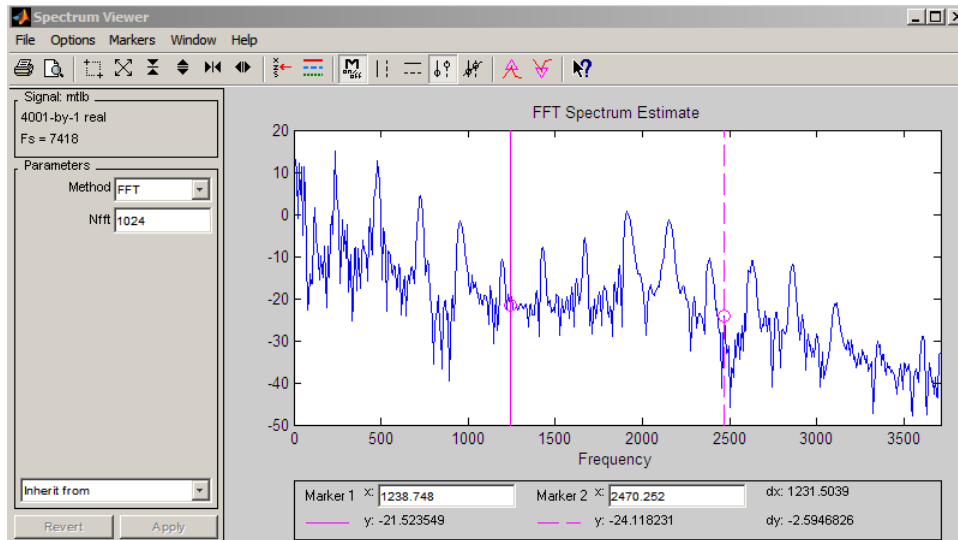 Spectrum Viewer
File Options Markers Window Help
Signal: mtlb
4001-by-1 real
Fs = 7418
Parameters
Method FFT
Nfft 1024
Inherit from
Revert Apply
FFT Spectrum Estimate
20
10
0
-10
-20
-30
-40
-50
0 500 1000 1500 2000 2500 3000 3500
Frequency
Marker 1 x: 1238.748 Marker 2 x: 2470.252 dx: 1231.5039
y: -21.523549 y: -24.118231 dy: -2.5946826